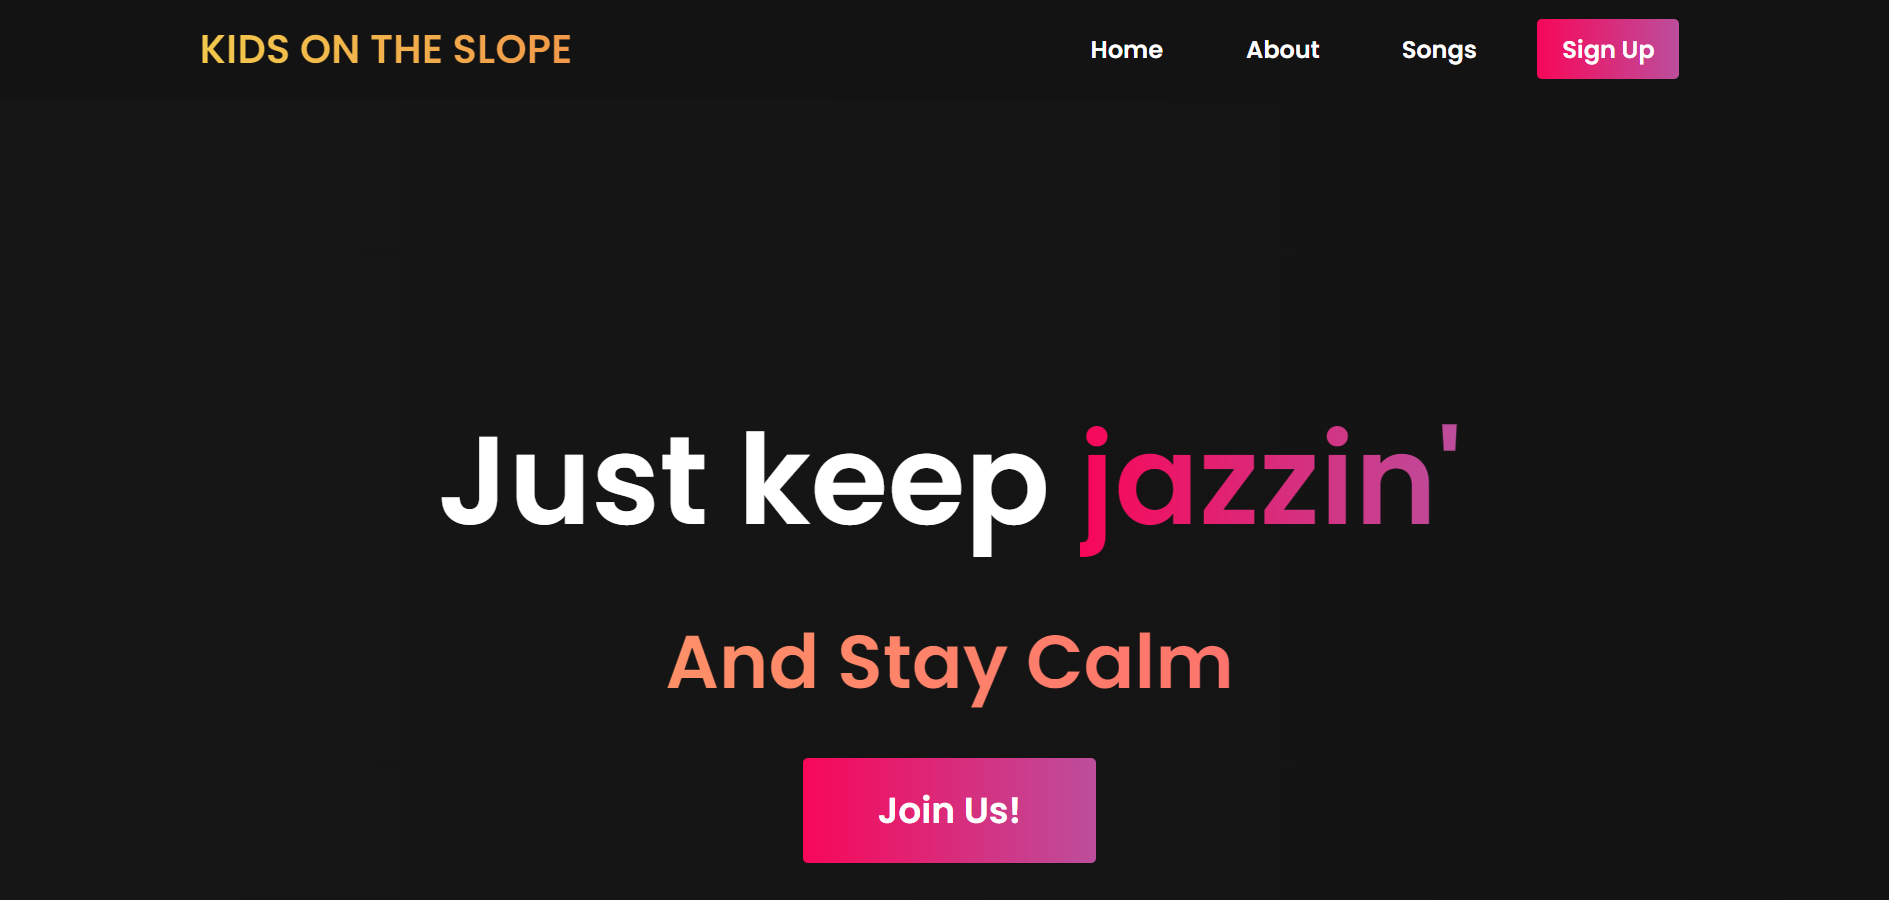 KIDS ON THE SLOPE
Home About Songs Sign Up
Just keep jazzin'
And Stay Calm
Join Us!